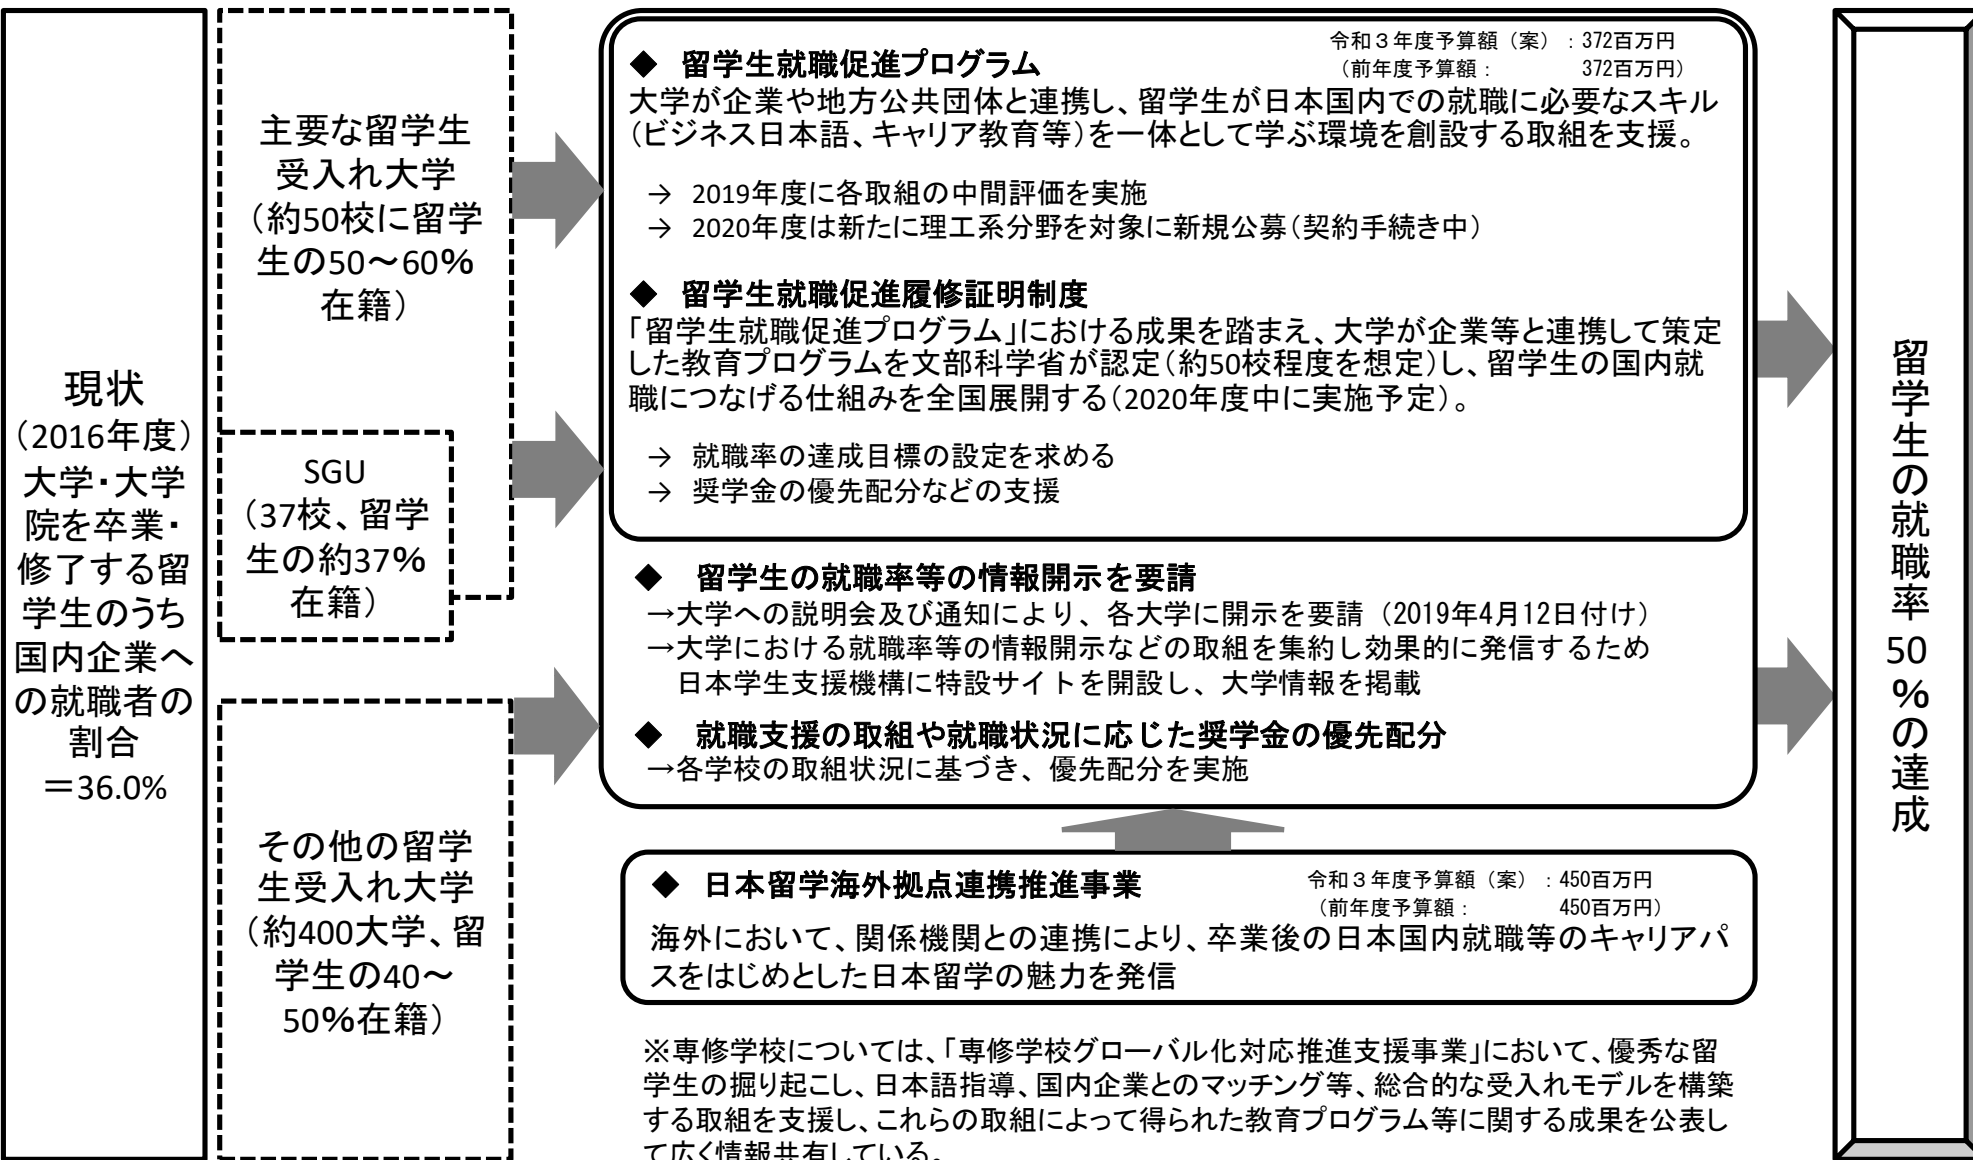 現状
（2016年度）
大学・大学
院を卒業・
修了する留
学生のうち
国内企業へ
の就職者の
割合
＝36.0%
主要な留学生
受入れ大学
（約50校に留学
生の50～60％
在籍）
SGU
（37校、留学
生の約37％
在籍）
その他の留学
生受入れ大学
（約400大学、留
学生の40～
50％在籍）
◆　留学生就職促進プログラム
令和３年度予算額（案）：372百万円
（前年度予算額：　372百万円）
大学が企業や地方公共団体と連携し、留学生が日本国内での就職に必要なスキル
（ビジネス日本語、キャリア教育等）を一体として学ぶ環境を創設する取組を支援。
→　2019年度に各取組の中間評価を実施
→　2020年度は新たに理工系分野を対象に新規公募（契約手続き中）
◆　留学生就職促進履修証明制度
「留学生就職促進プログラム」における成果を踏まえ、大学が企業等と連携して策定
した教育プログラムを文部科学省が認定（約50校程度を想定）し、留学生の国内就
職につなげる仕組みを全国展開する（2020年度中に実施予定）。
→　就職率の達成目標の設定を求める
→　奨学金の優先配分などの支援
◆　留学生の就職率等の情報開示を要請
→大学への説明会及び通知により、各大学に開示を要請（2019年4月12日付け）
→大学における就職率等の情報開示などの取組を集約し効果的に発信するため
日本学生支援機構に特設サイトを開設し、大学情報を掲載
◆　就職支援の取組や就職状況に応じた奨学金の優先配分
→各学校の取組状況に基づき、優先配分を実施
◆　日本留学海外拠点連携推進事業
令和３年度予算額（案）：450百万円
（前年度予算額：　450百万円）
海外において、関係機関との連携により、卒業後の日本国内就職等のキャリアパ
スをはじめとした日本留学の魅力を発信
※専修学校については、「専修学校グローバル化対応推進支援事業」において、優秀な留
学生の掘り起こし、日本語指導、国内企業とのマッチング等、総合的な受入れモデルを構築
する取組を支援し、これらの取組によって得られた教育プログラム等に関する成果を公表し
て広く情報共有している。
留学生の就職率50％の達成